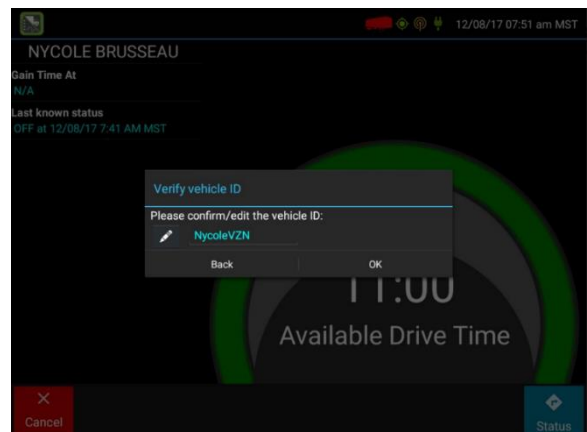 12/08/17 07:51 am MST
NYCOLE BRUSSEAU
Gain Time At
N/A
Last known status
OFF at 12/08/17 7:41 AM MST
Verify vehicle ID
Please confirm/edit the vehicle ID:
NycoleVZN
Back OK
11:00
Available Drive Time
Cancel Status